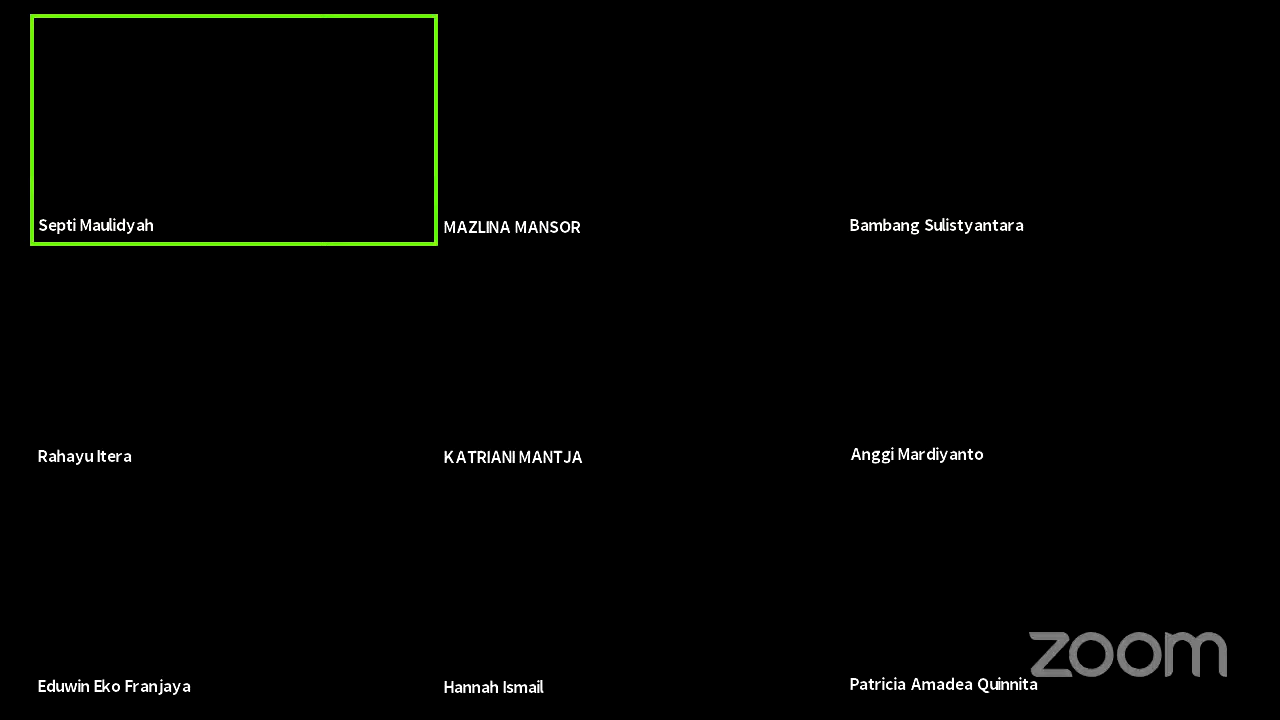 Septi Maulidyah
MAZLINA MANSOR
Bambang Sulistyantara
Rahayu Itera
KATRIANI MANTJA
Anggi Mardiyanto
Eduwin Eko Franjaya
Hannah Ismail
Patricia Amadea Quinnita
zoom